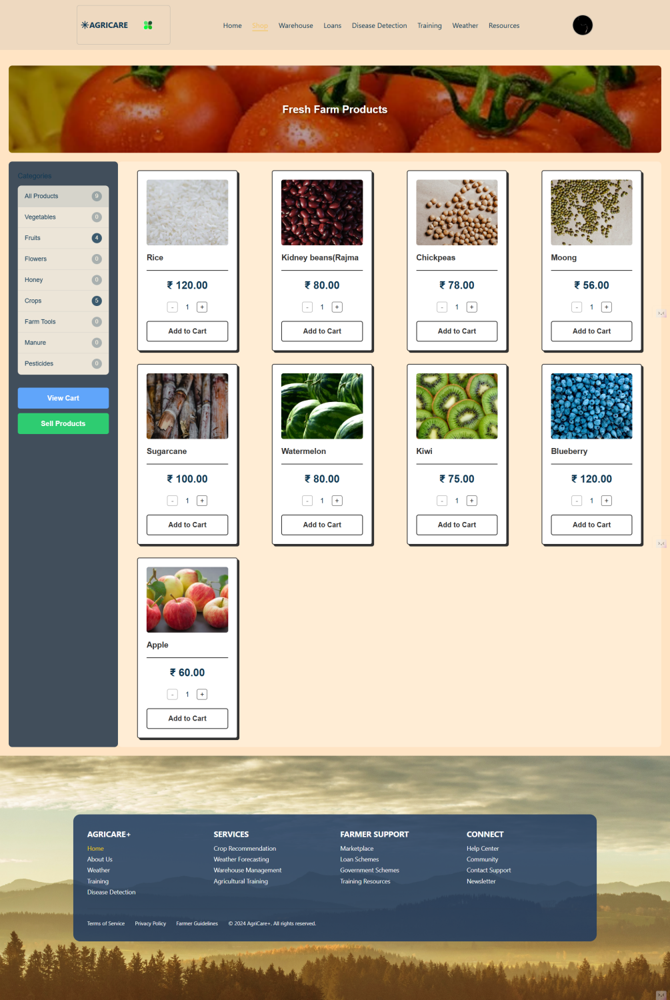 AGRICARE
Home Shop Warehouse Loans Disease Detection Training Weather Resources
Fresh Farm Products
Categories
All Products 9
Vegetables 0
Fruits 4
Flowers 0
Honey 0
Crops 5
Farm Tools 0
Manure 0
Pesticides 0
View Cart
Sell Products
Rice
₹ 120.00
- 1 +
Add to Cart
Kidney beans(Rajma
₹ 80.00
- 1 +
Add to Cart
Chickpeas
₹ 78.00
- 1 +
Add to Cart
Moong
₹ 56.00
- 1 +
Add to Cart
Sugarcane
₹ 100.00
- 1 +
Add to Cart
Watermelon
₹ 80.00
- 1 +
Add to Cart
Kiwi
₹ 75.00
- 1 +
Add to Cart
Blueberry
₹ 120.00
- 1 +
Add to Cart
Apple
₹ 60.00
- 1 +
Add to Cart
AGRICARE+
Home
About Us
Weather
Training
Disease Detection
SERVICES
Crop Recommendation
Weather Forecasting
Warehouse Management
Agricultural Training
FARMER SUPPORT
Marketplace
Loan Schemes
Government Schemes
Training Resources
CONNECT
Help Center
Community
Contact Support
Newsletter
Terms of Service Privacy Policy Farmer Guidelines © 2024 AgriCare+. All rights reserved.